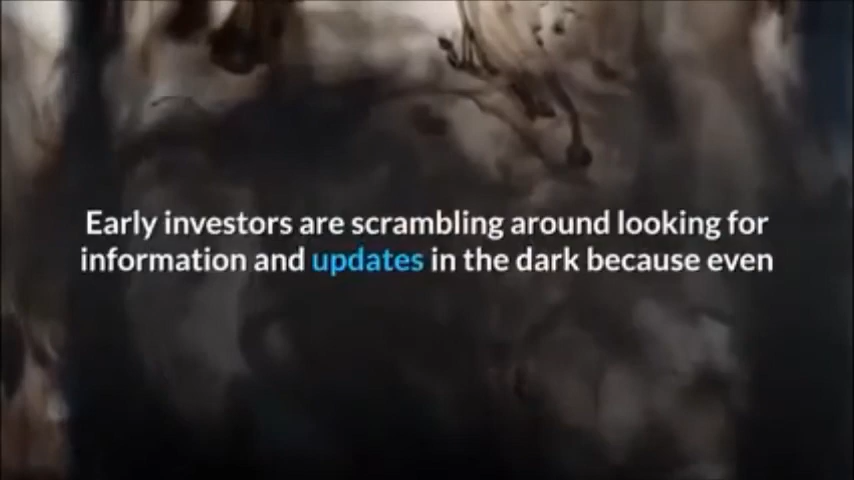 Early investors are scrambling around looking for
information and updates in the dark because even